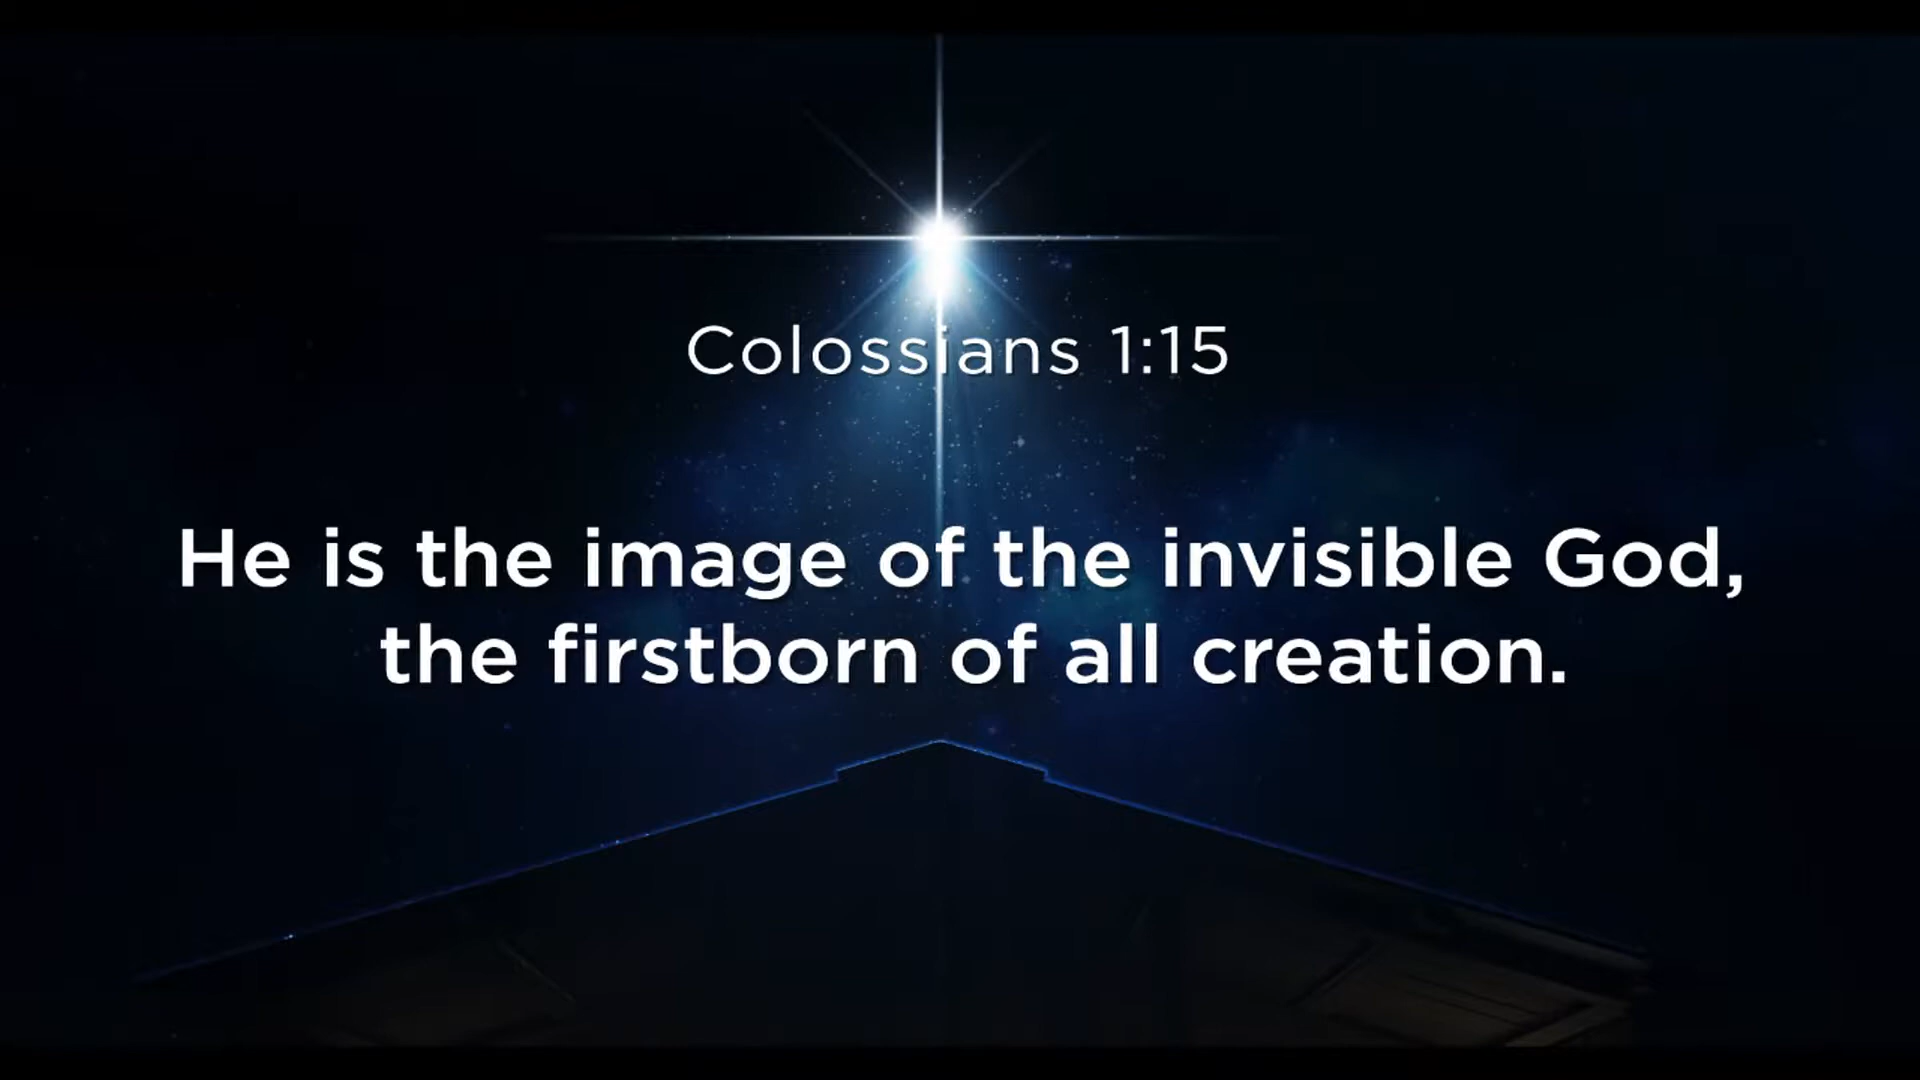 Colossians 1:15
He is the image of the invisible God,
the firstborn of all creation.